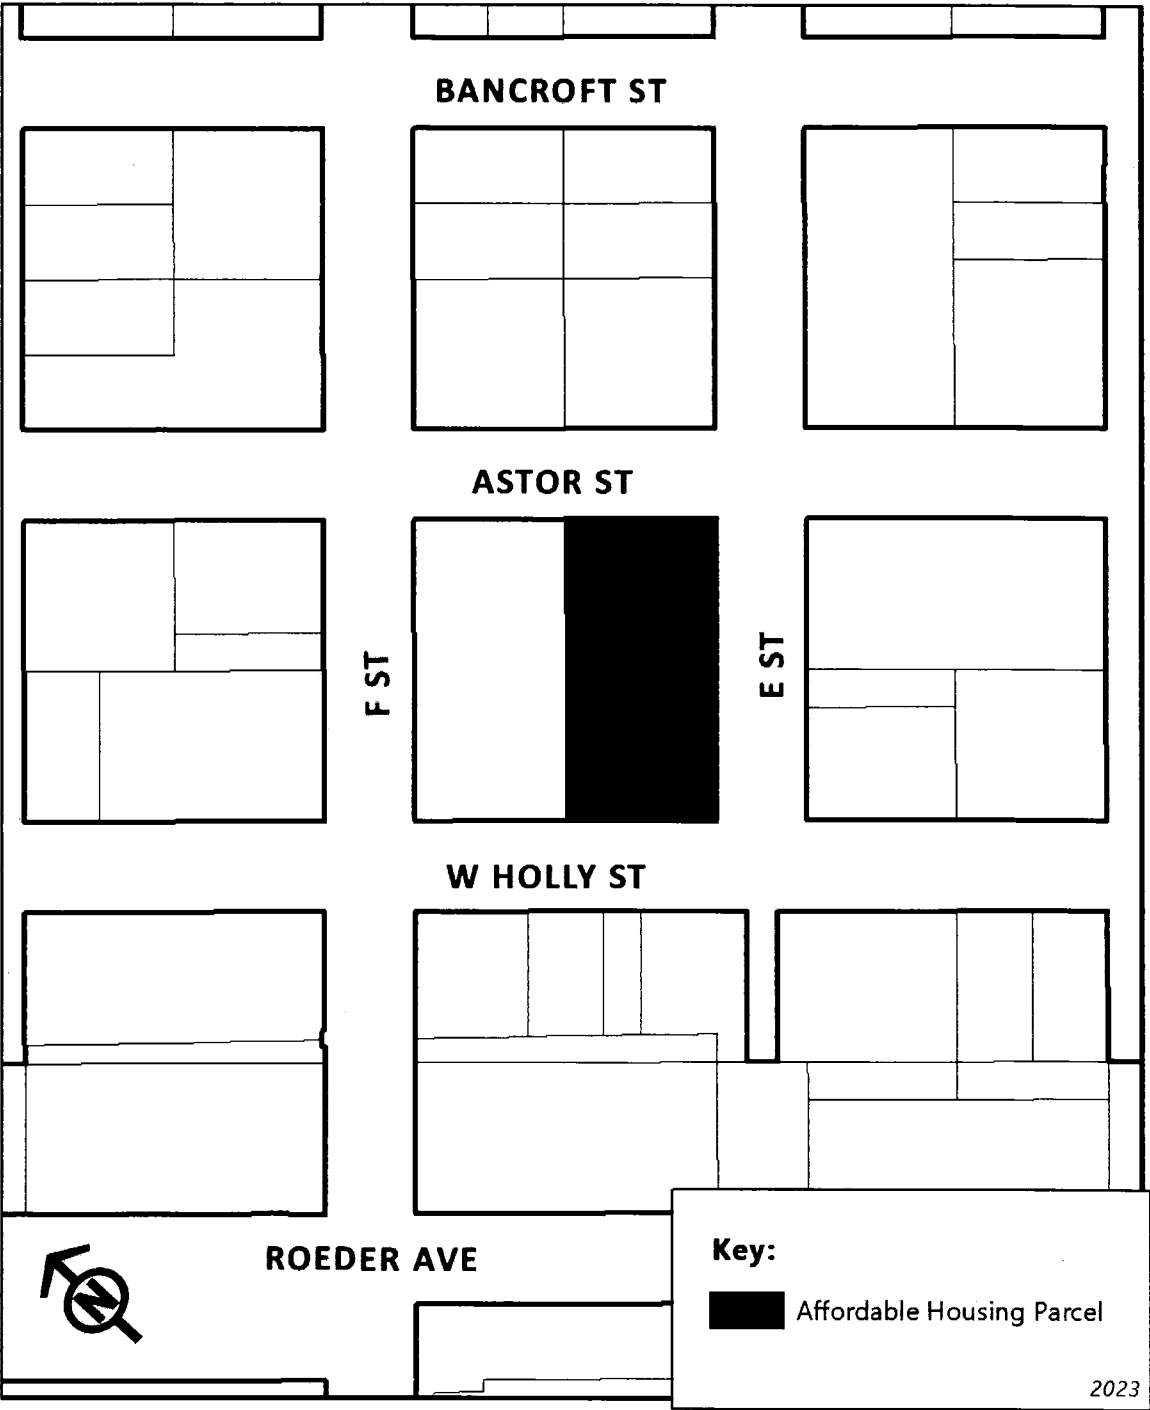 BANCROFT ST
ASTOR ST
F ST
E ST
W HOLLY ST
ROEDER AVE
N
Key:
Affordable Housing Parcel
2023